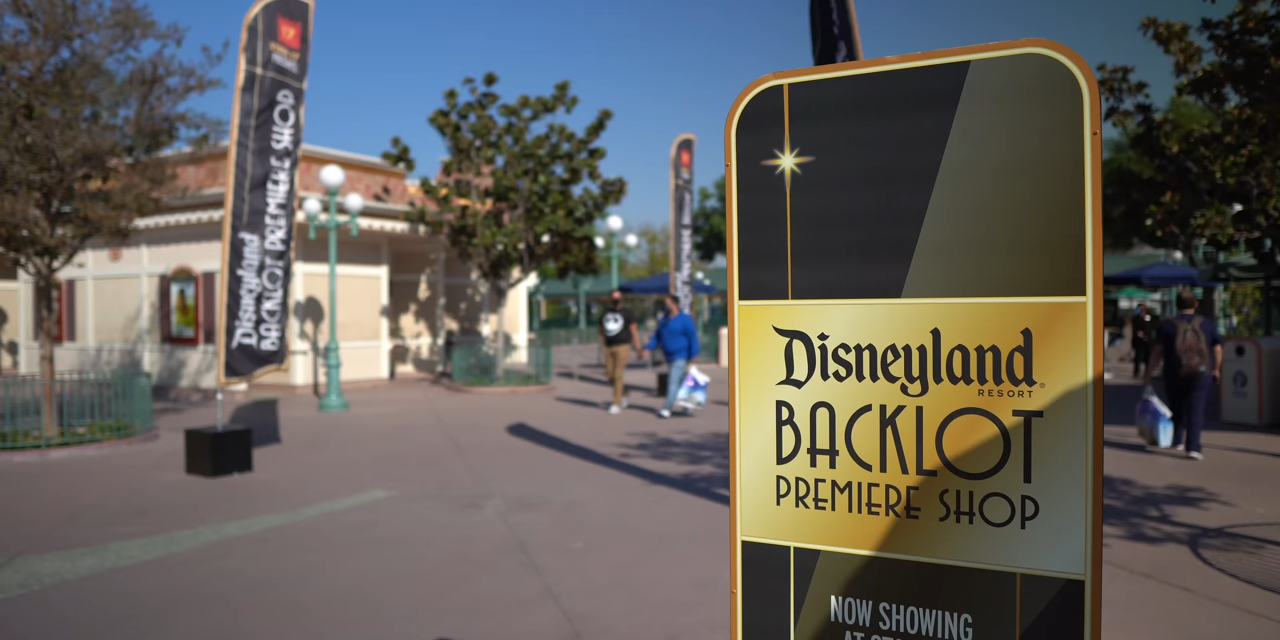 Disneyland
BACKLOT PREMIERE SHOP
Disneyland
RESORT
BACKLOT
PREMIERE SHOP
NOW SHOWING